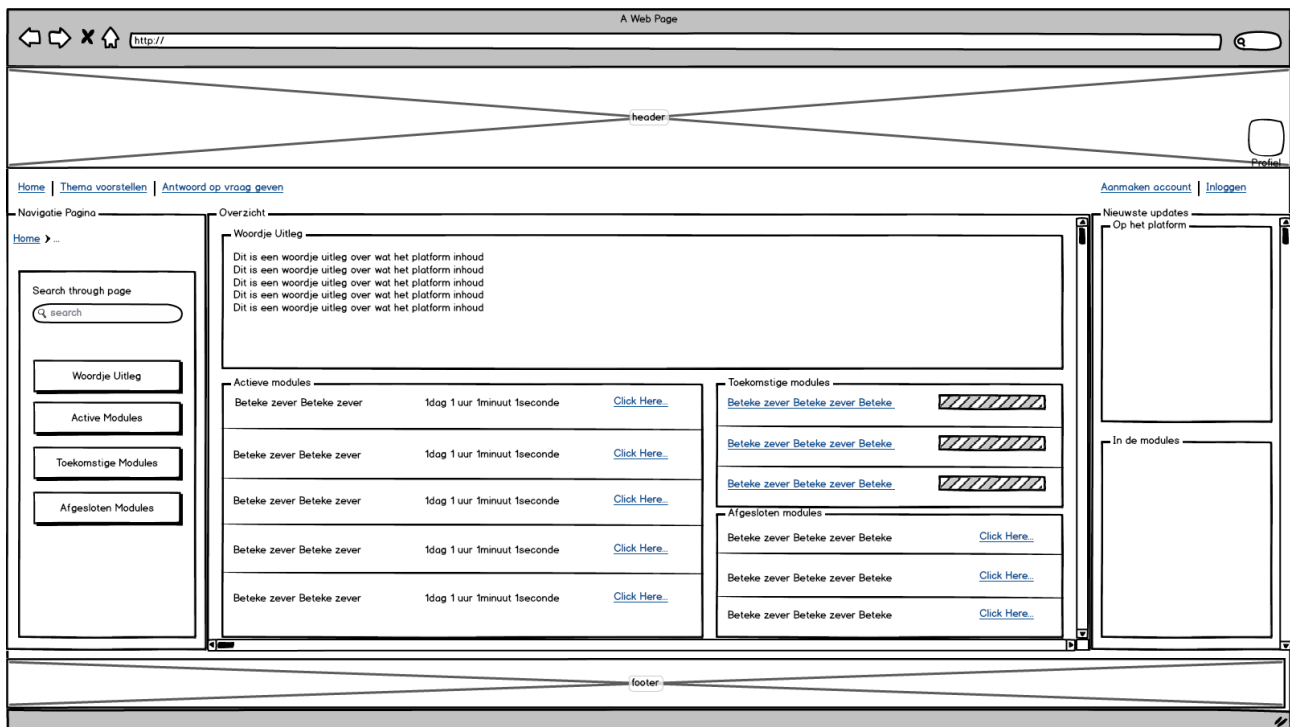 A Web Page
http://
header
Profiel
Home Thema voorstellen Antwoord op vraag geven
Aanmaken account Inloggen
Navigatie Pagina
Home > ...
Search through page
search
Woordje Uitleg
Active Modules
Toekomstige Modules
Afgesloten Modules
Overzicht
Woordje Uitleg
Dit is een woordje uitleg over wat het platform inhoud
Dit is een woordje uitleg over wat het platform inhoud
Dit is een woordje uitleg over wat het platform inhoud
Dit is een woordje uitleg over wat het platform inhoud
Dit is een woordje uitleg over wat het platform inhoud
Actieve modules
Beteke zever Beteke zever 1dag 1 uur 1minuut 1seconde Click Here...
Beteke zever Beteke zever 1dag 1 uur 1minuut 1seconde Click Here...
Beteke zever Beteke zever 1dag 1 uur 1minuut 1seconde Click Here...
Beteke zever Beteke zever 1dag 1 uur 1minuut 1seconde Click Here...
Beteke zever Beteke zever 1dag 1 uur 1minuut 1seconde Click Here...
Toekomstige modules
Beteke zever Beteke zever Beteke
Beteke zever Beteke zever Beteke
Beteke zever Beteke zever Beteke
Afgesloten modules
Beteke zever Beteke zever Beteke Click Here...
Beteke zever Beteke zever Beteke Click Here...
Beteke zever Beteke zever Beteke Click Here...
Nieuwste updates
Op het platform
In de modules
footer